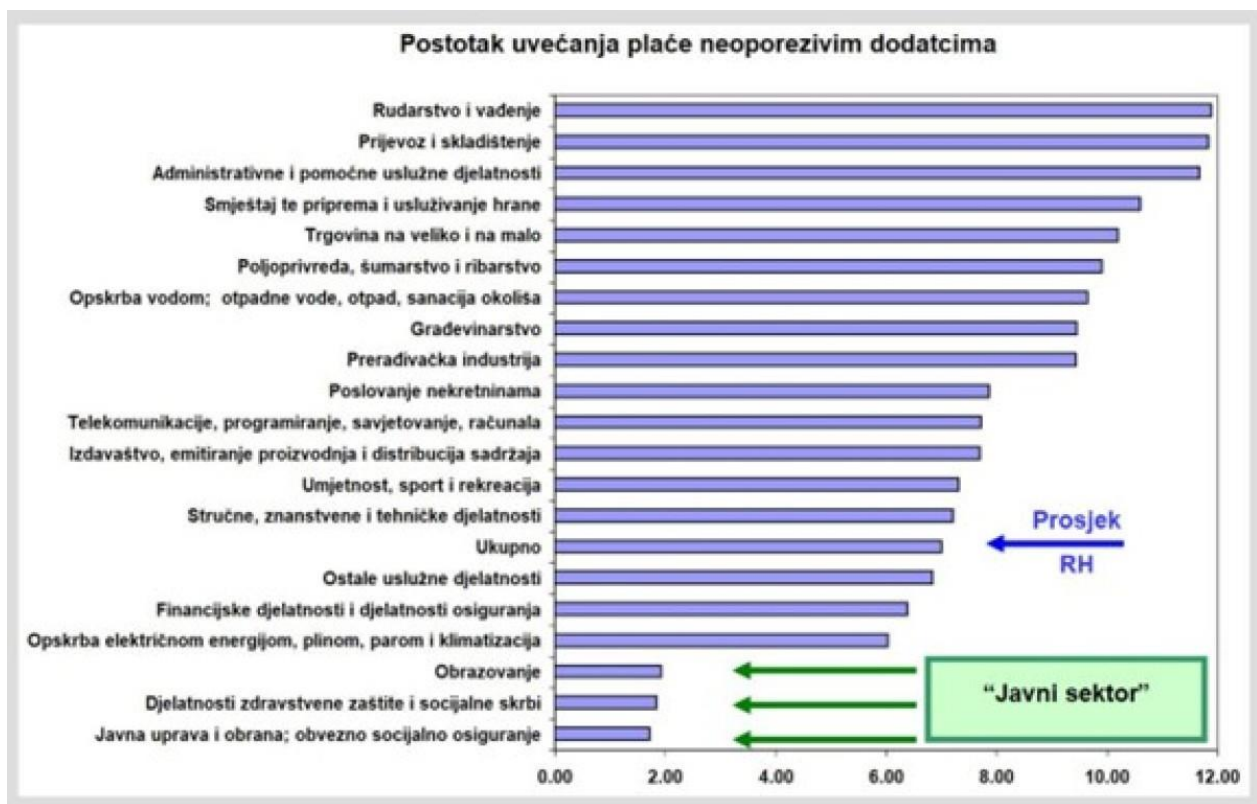 Postotak uvećanja plaće neoporezivim dodatcima
Rudarstvo i vađenje
Prijevoz i skladištenje
Administrativne i pomoćne uslužne djelatnosti
Smještaj te priprema i usluživanje hrane
Trgovina na veliko i na malo
Poljoprivreda, šumarstvo i ribarstvo
Opskrba vodom; otpadne vode, otpad, sanacija okoliša
Građevinarstvo
Prerađivačka industrija
Poslovanje nekretninama
Telekomunikacije, programiranje, savjetovanje, računala
Izdavaštvo, emitiranje proizvodnja i distribucija sadržaja
Umjetnost, sport i rekreacija
Stručne, znanstvene i tehničke djelatnosti
Prosjek
Ukupno
RH
Ostale uslužne djelatnosti
Financijske djelatnosti i djelatnosti osiguranja
Opskrba električnom energijom, plinom, parom i klimatizacija
Obrazovanje
"Javni sektor"
Djelatnosti zdravstvene zaštite i socijalne skrbi
Javna uprava i obrana; obvezno socijalno osiguranje
0.00 2.00 4.00 6.00 8.00 10.00 12.00